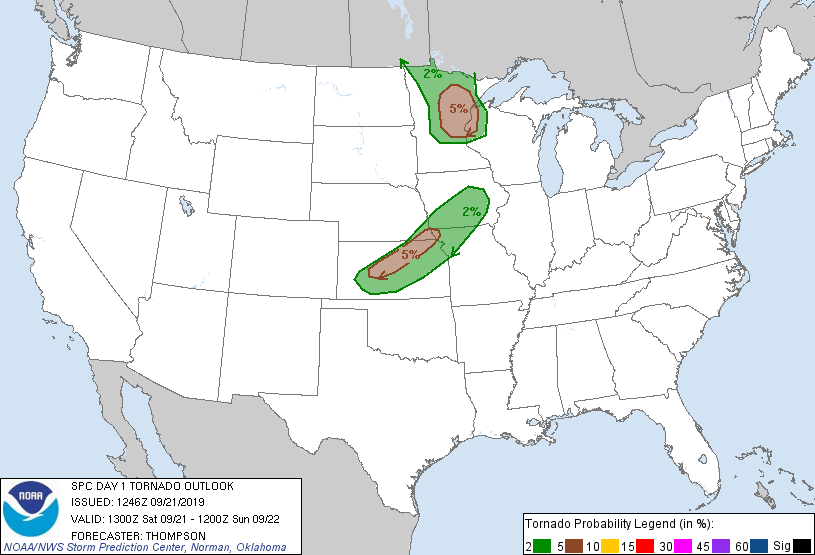 2%
5%
2%
5%
NOAA
SPC DAY 1 TORNADO OUTLOOK
ISSUED: 1246Z 09/21/2019
VALID: 1300Z Sat 09/21 - 1200Z Sun 09/22
FORECASTER: THOMPSON
NOAA/NWS Storm Prediction Center, Norman, Oklahoma
Tornado Probability Legend (in %):
2 5 10 15 30 45 60 Sig